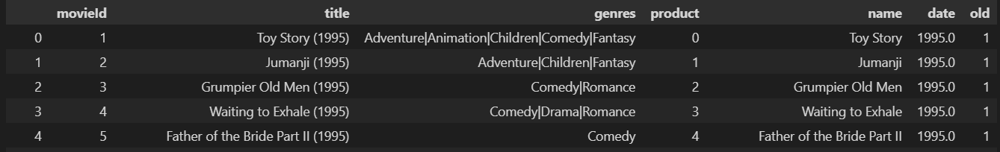 movieId title genres product name date old
0 1 Toy Story (1995) Adventure|Animation|Children|Comedy|Fantasy 0 Toy Story 1995.0 1
1 2 Jumanji (1995) Adventure|Children|Fantasy 1 Jumanji 1995.0 1
2 3 Grumpier Old Men (1995) Comedy|Romance 2 Grumpier Old Men 1995.0 1
3 4 Waiting to Exhale (1995) Comedy|Drama|Romance 3 Waiting to Exhale 1995.0 1
4 5 Father of the Bride Part II (1995) Comedy 4 Father of the Bride Part II 1995.0 1